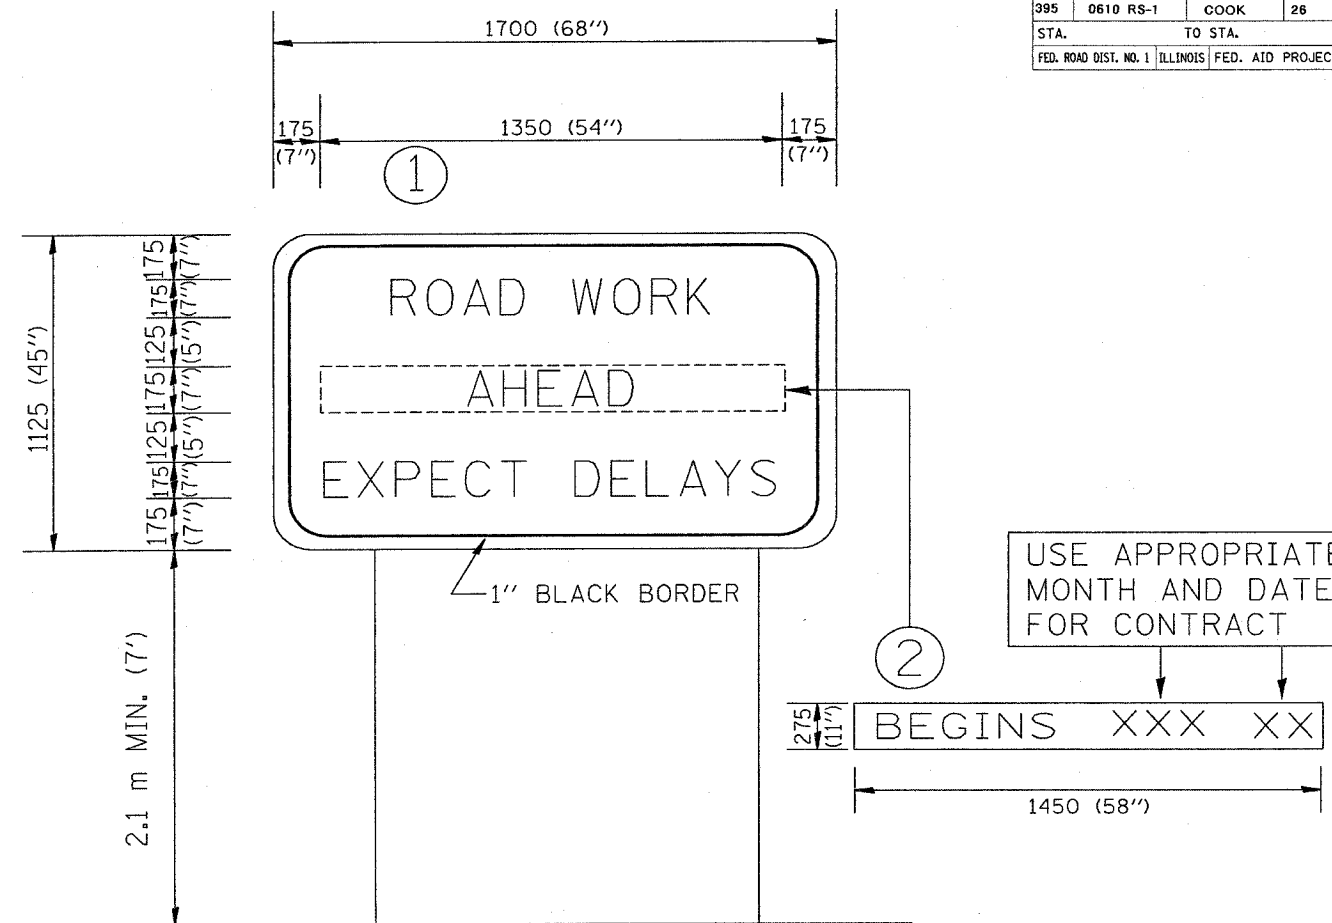 395 0610 RS-1 COOK 26
STA. TO STA.
FED. ROAD DIST. NO. 1 ILLINOIS FED. AID PROJEC
1700 (68")
175 (7")
1350 (54")
175 (7")
1
1125 (45")
175 (7")
175 (7")
125 (5")
175 (7")
125 (5")
175 (7")
175 (7")
ROAD WORK
AHEAD
EXPECT DELAYS
1" BLACK BORDER
2.1 m MIN. (7')
USE APPROPRIATE
MONTH AND DATE
FOR CONTRACT
2
275 (11")
BEGINS XXX XX
1450 (58")